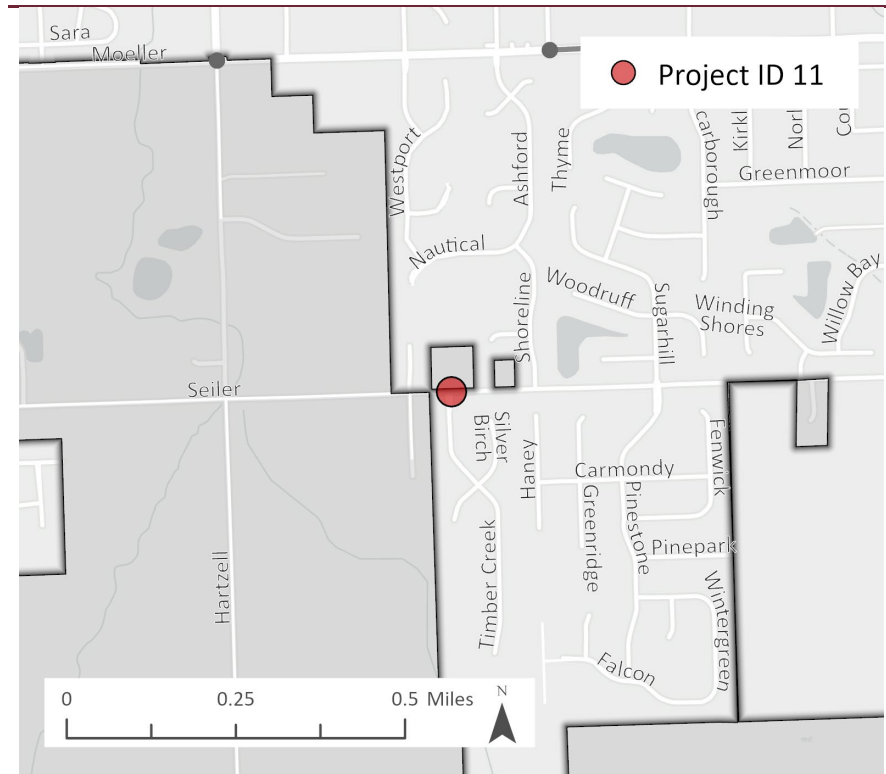 Sara
Moeller
Project ID 11
Westport
Ashford
Thyme
carborough
Kirkl
Norl
Co
Greenmoor
Nautical
Shoreline
Woodruff
Sugarhill
Winding
Shores
Willow Bay
Seiler
Silver
Birch
Haney
Fenwick
Carmondy
Greenridge
Pinestone
Pinepark
Hartzell
Timber Creek
Wintergreen
Falcon
0 0.25 0.5 Miles
N